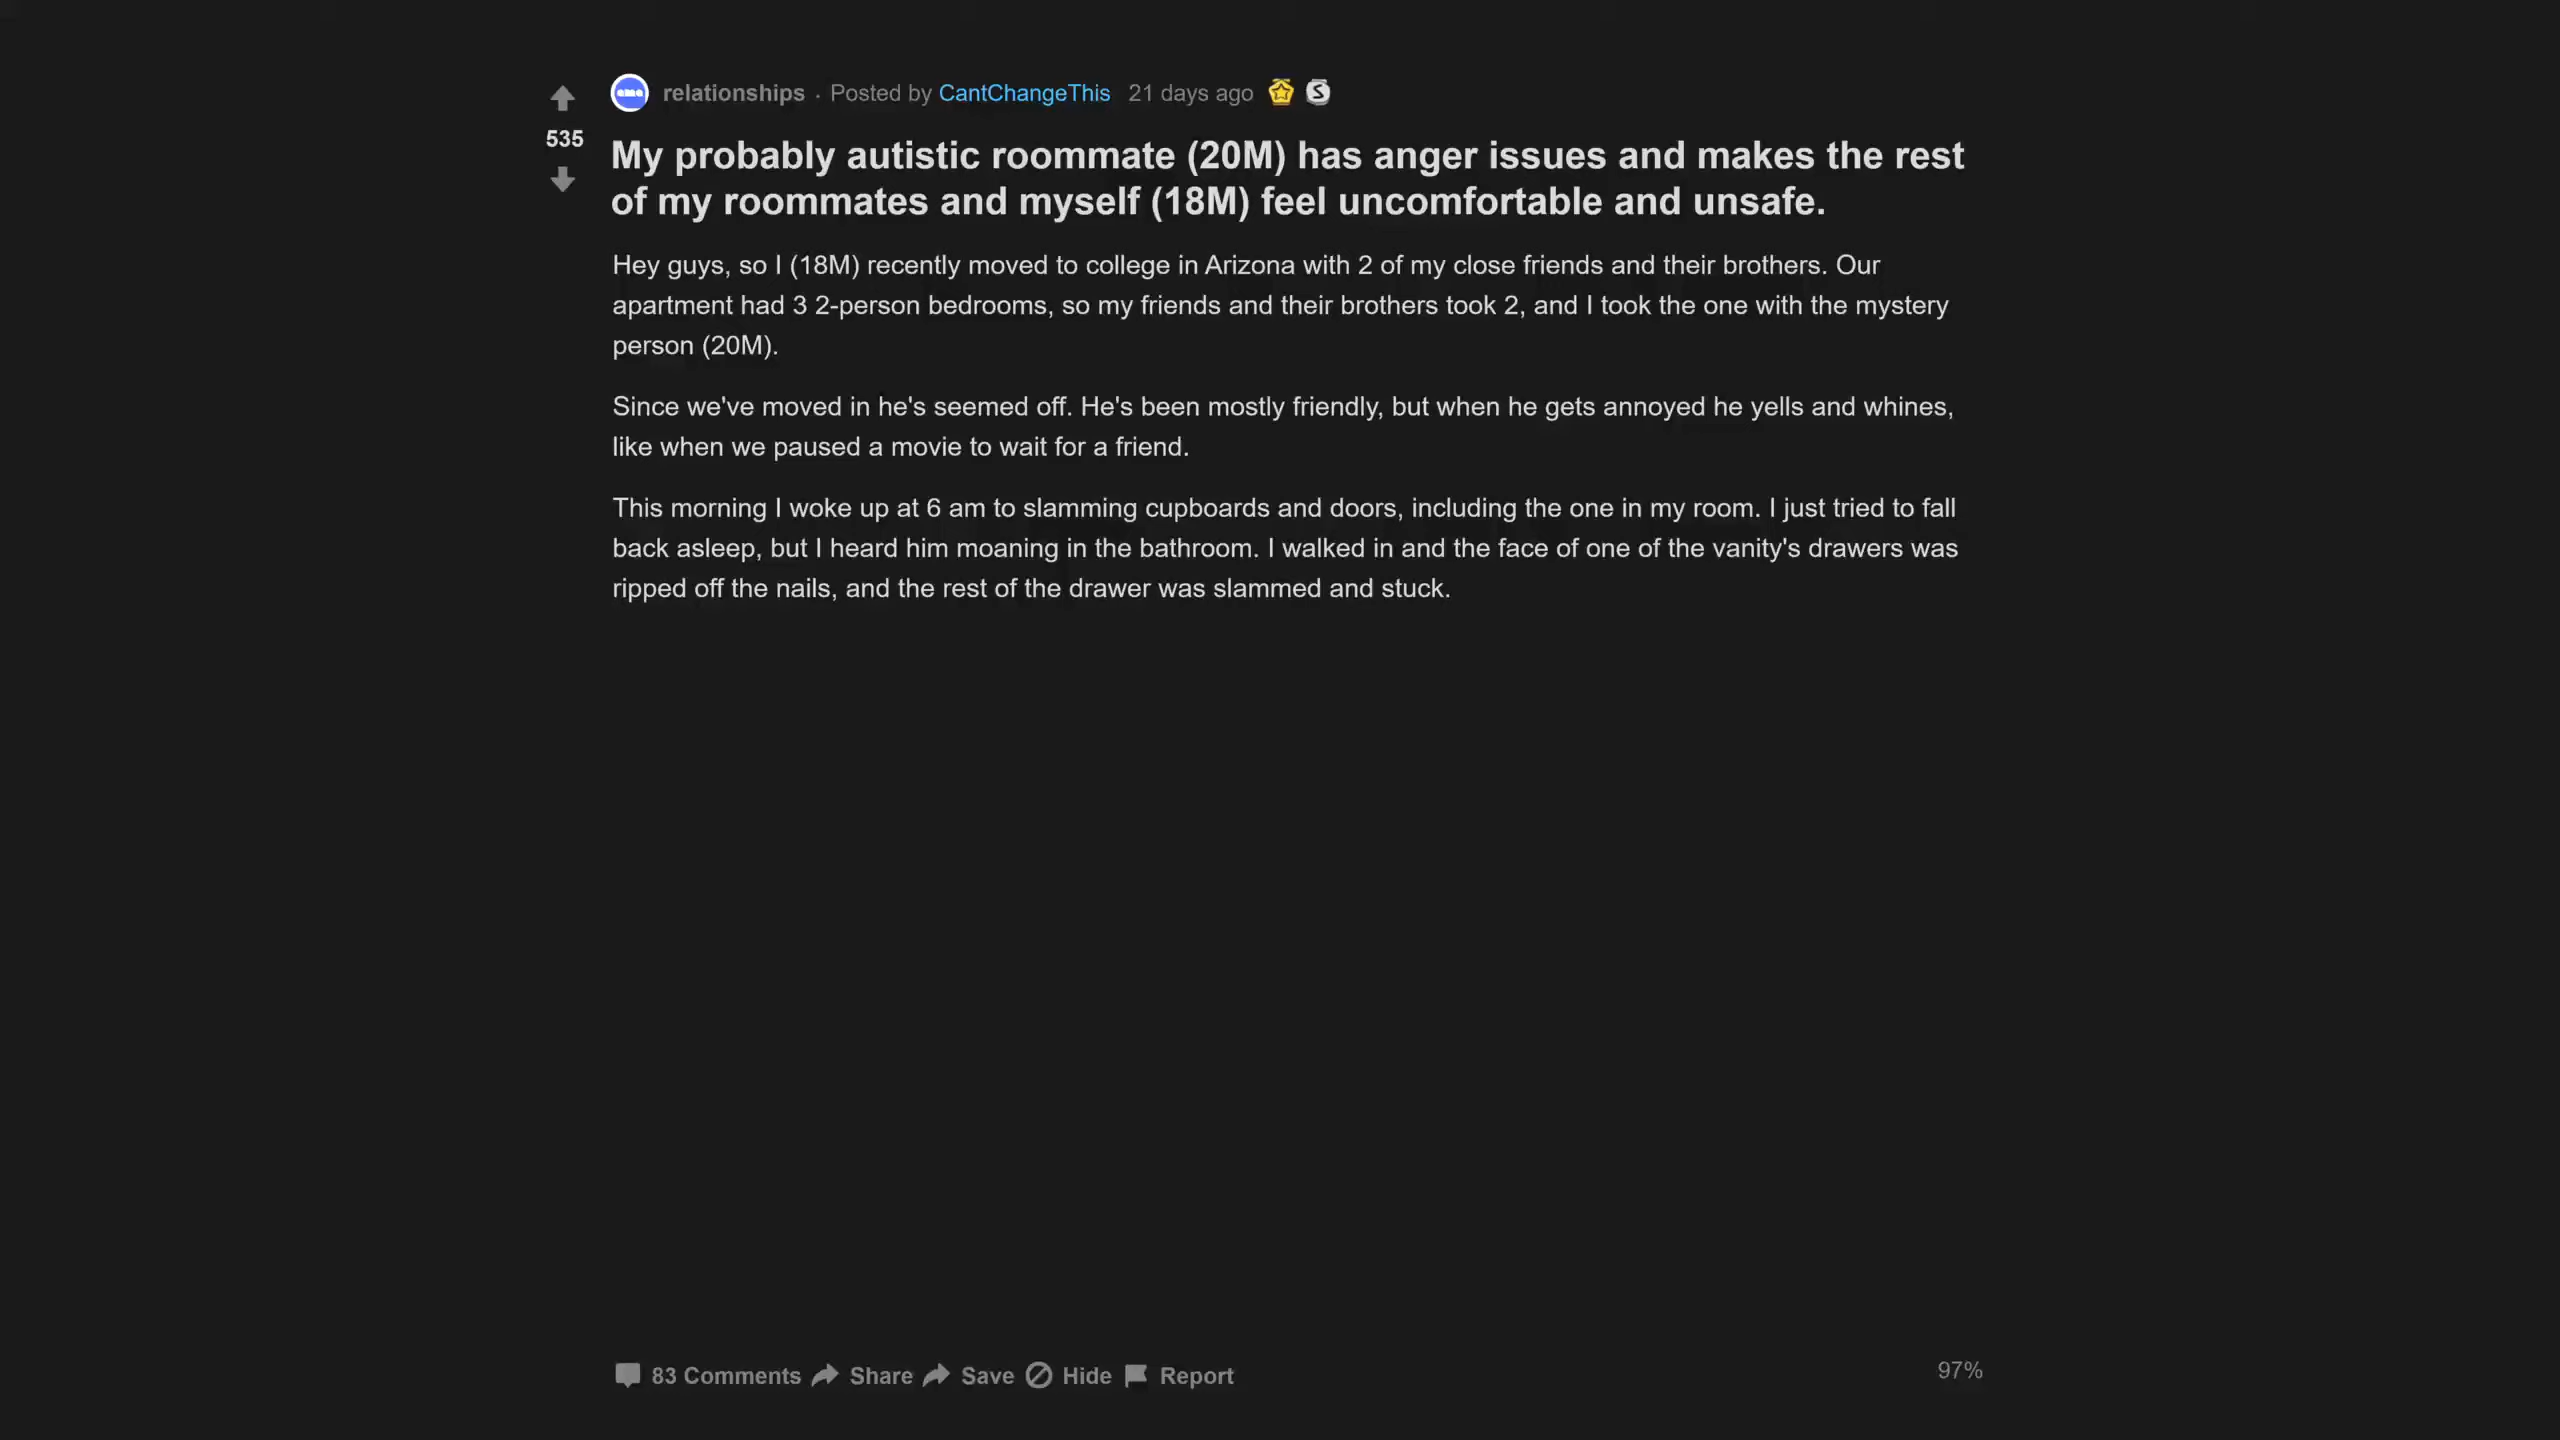 relationships · Posted by CantChangeThis 21 days ago
535
My probably autistic roommate (20M) has anger issues and makes the rest
of my roommates and myself (18M) feel uncomfortable and unsafe.
Hey guys, so I (18M) recently moved to college in Arizona with 2 of my close friends and their brothers. Our
apartment had 3 2-person bedrooms, so my friends and their brothers took 2, and I took the one with the mystery
person (20M).
Since we've moved in he's seemed off. He's been mostly friendly, but when he gets annoyed he yells and whines,
like when we paused a movie to wait for a friend.
This morning I woke up at 6 am to slamming cupboards and doors, including the one in my room. I just tried to fall
back asleep, but I heard him moaning in the bathroom. I walked in and the face of one of the vanity's drawers was
ripped off the nails, and the rest of the drawer was slammed and stuck.
83 Comments Share Save Hide Report
97%